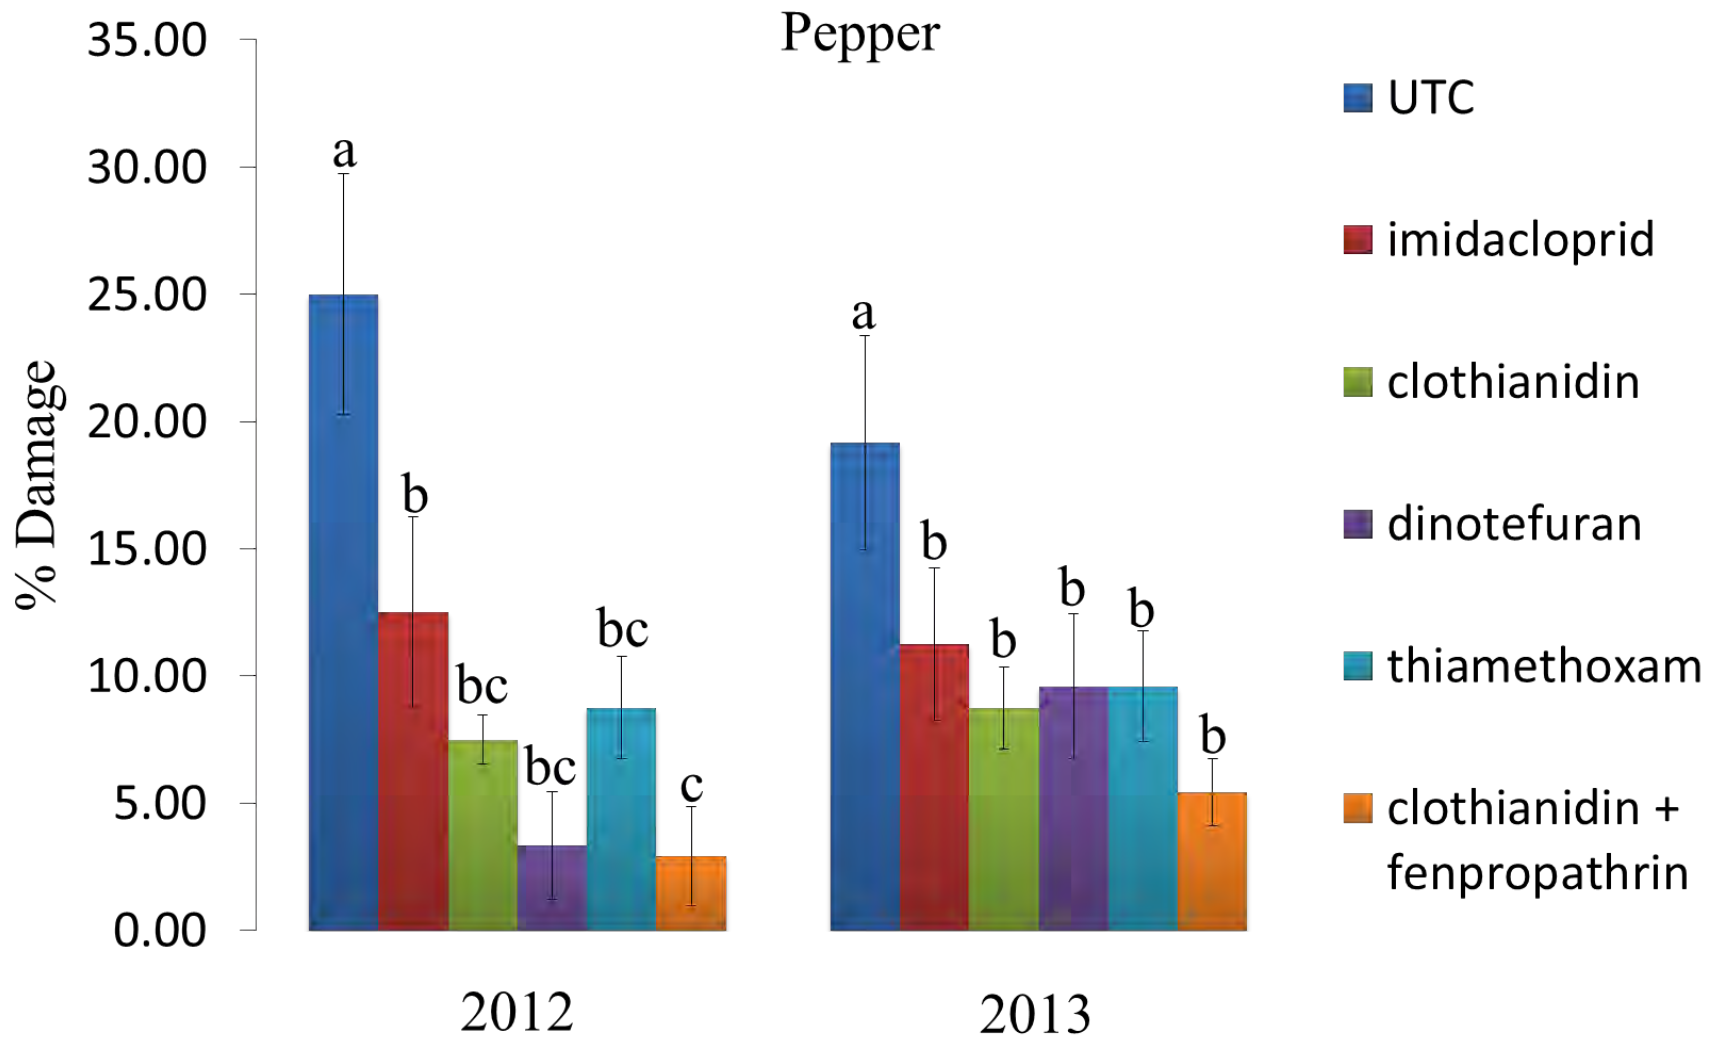 Pepper
35.00
30.00
25.00
20.00
15.00
10.00
5.00
0.00
% Damage
a
b
bc
bc
bc
c
a
b
b
b
b
b
2012
2013
UTC
imidacloprid
clothianidin
dinotefuran
thiamethoxam
clothianidin +
fenpropathrin